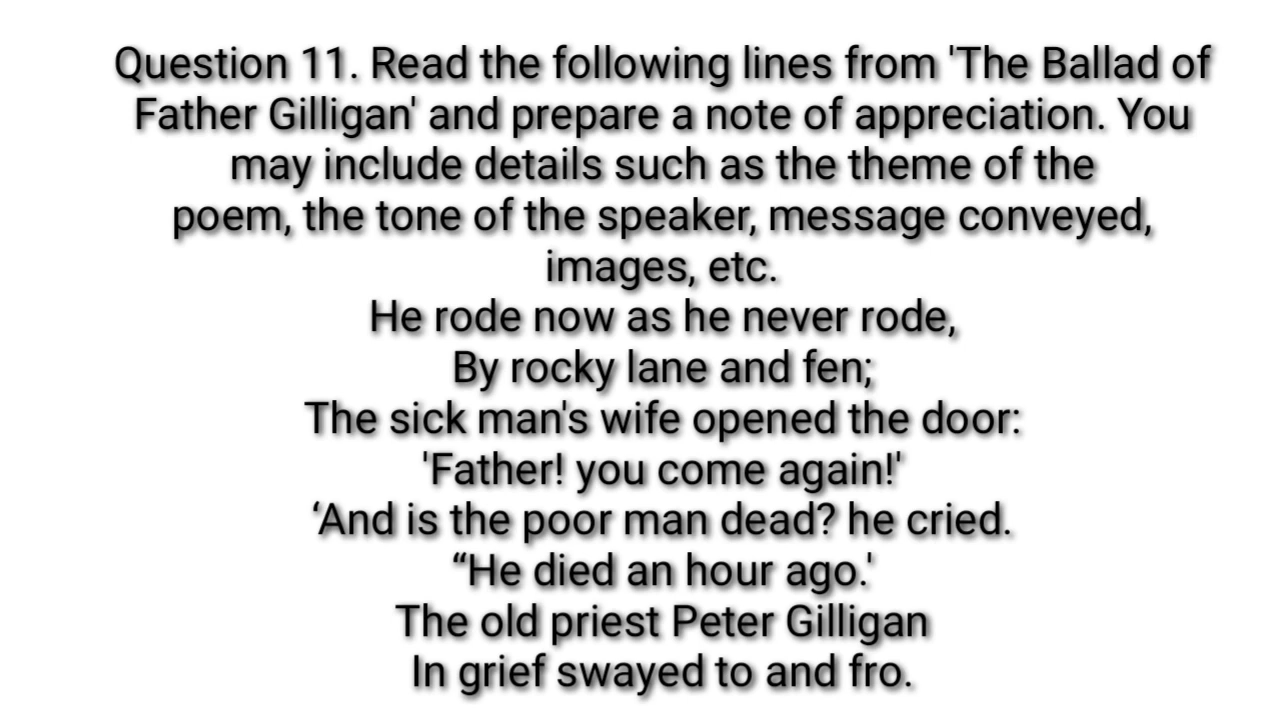 Question 11. Read the following lines from 'The Ballad of
Father Gilligan' and prepare a note of appreciation. You
may include details such as the theme of the
poem, the tone of the speaker, message conveyed,
images, etc.
He rode now as he never rode,
By rocky lane and fen;
The sick man's wife opened the door:
'Father! you come again!'
‘And is the poor man dead? he cried.
“He died an hour ago.'
The old priest Peter Gilligan
In grief swayed to and fro.